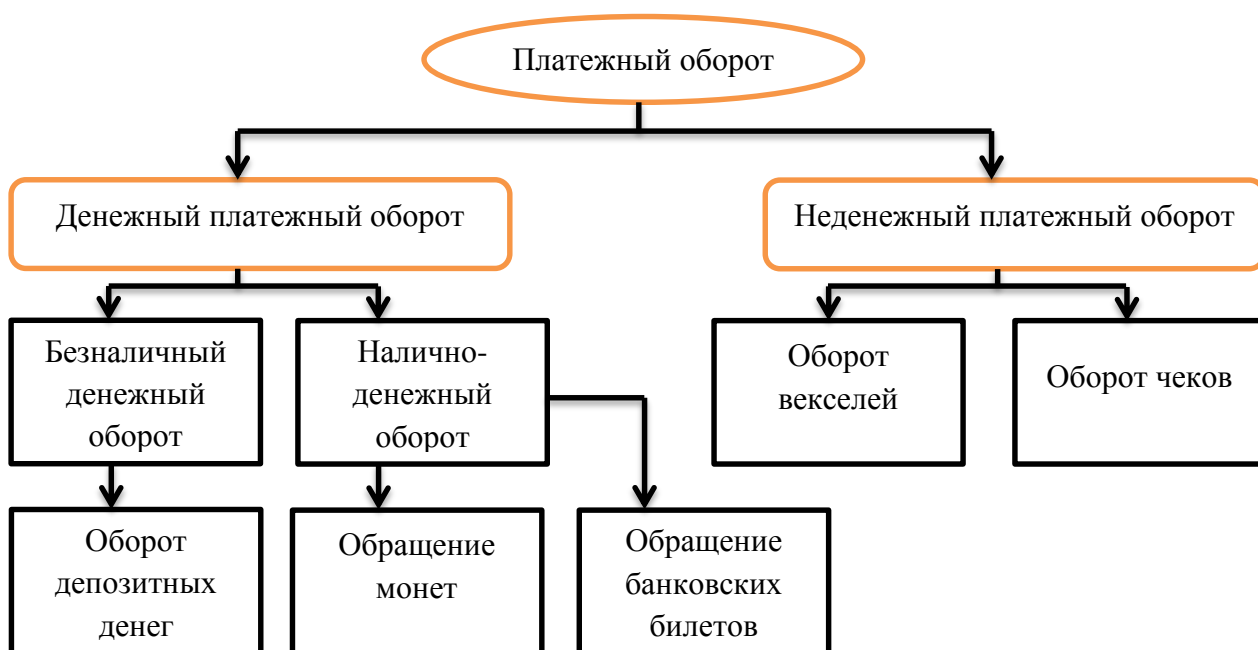 Платежный оборот
Денежный платежный оборот
Неденежный платежный оборот
Безналичный
денежный
оборот
Налично-
денежный
оборот
Оборот
векселей
Оборот чеков
Оборот
депозитных
денег
Обращение
монет
Обращение
банковских
билетов